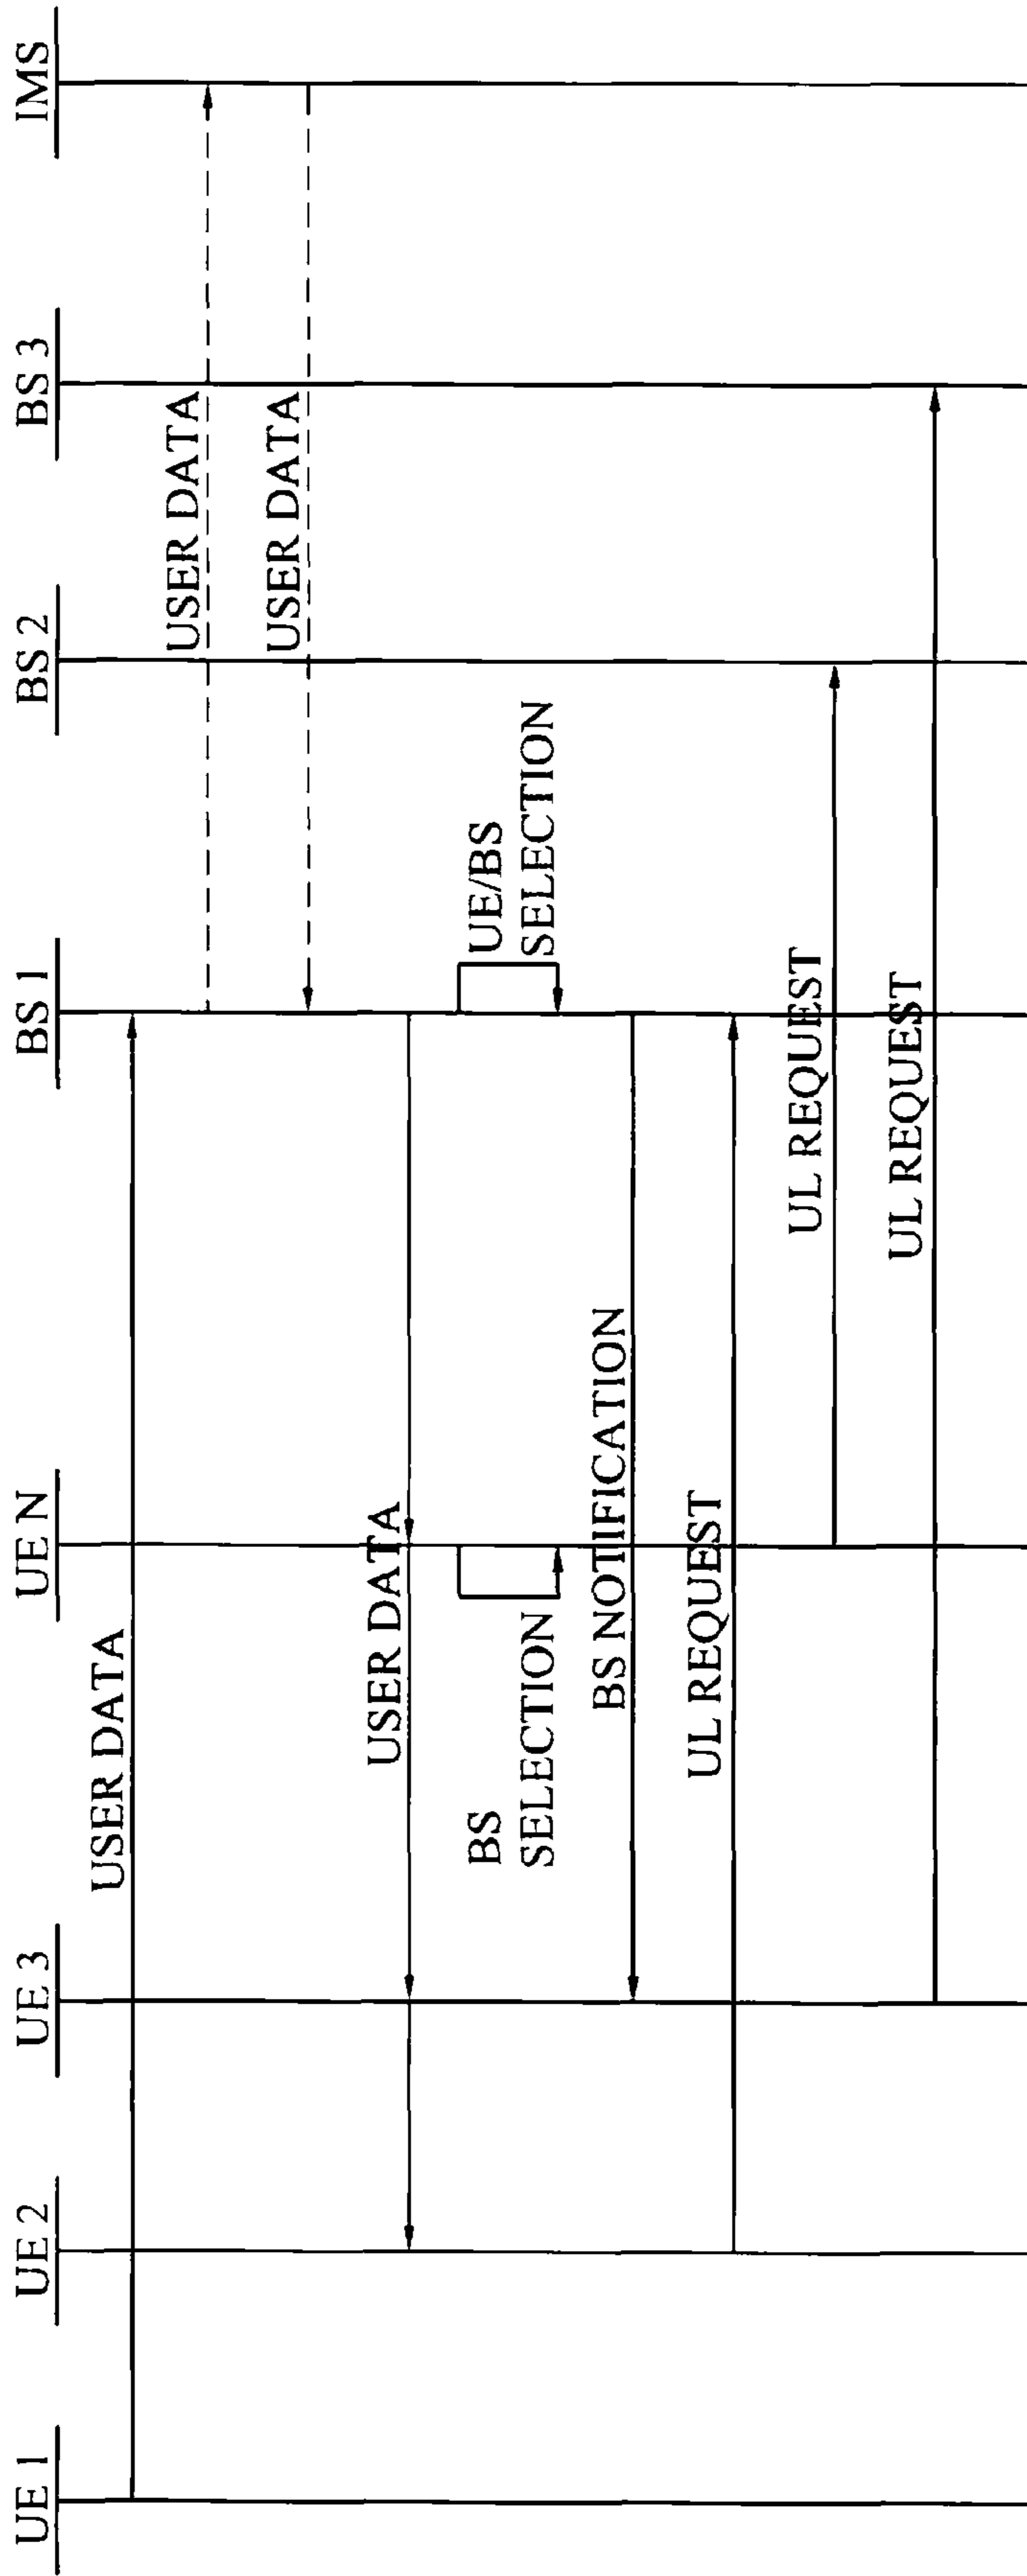 UE 1
UE 2
UE 3
UE N
BS 1
BS 2
BS 3
IMS
USER DATA
USER DATA
USER DATA
USER DATA
BS
SELECTION
UE/BS
SELECTION
BS NOTIFICATION
UL REQUEST
UL REQUEST
UL REQUEST